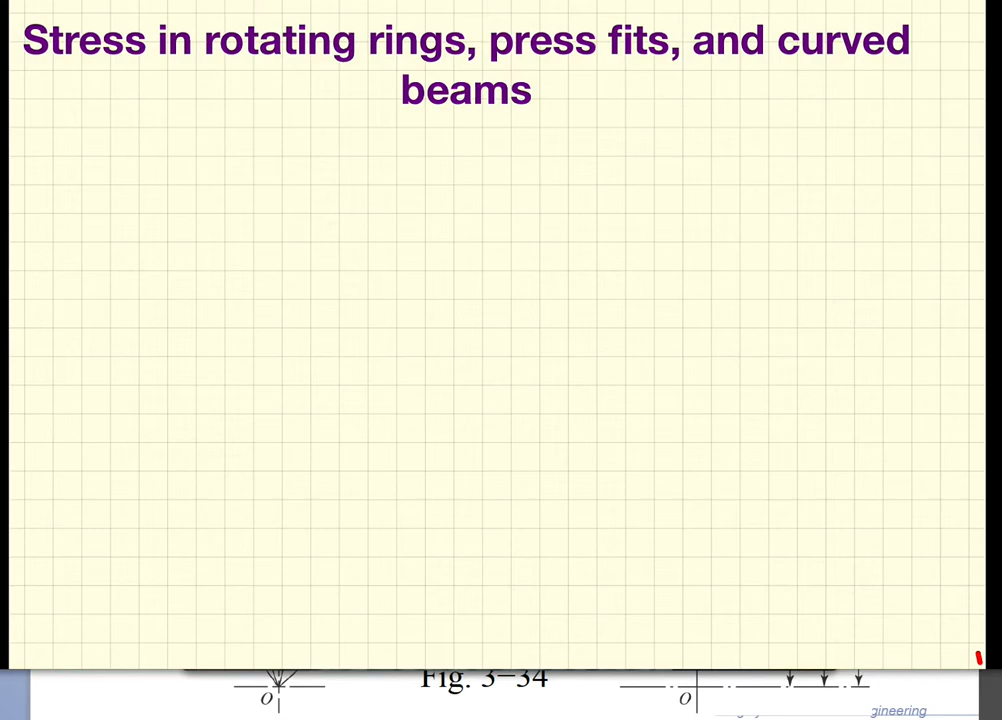 Stress in rotating rings, press fits, and curved
beams
Fig. 3–34
O
O
gineering